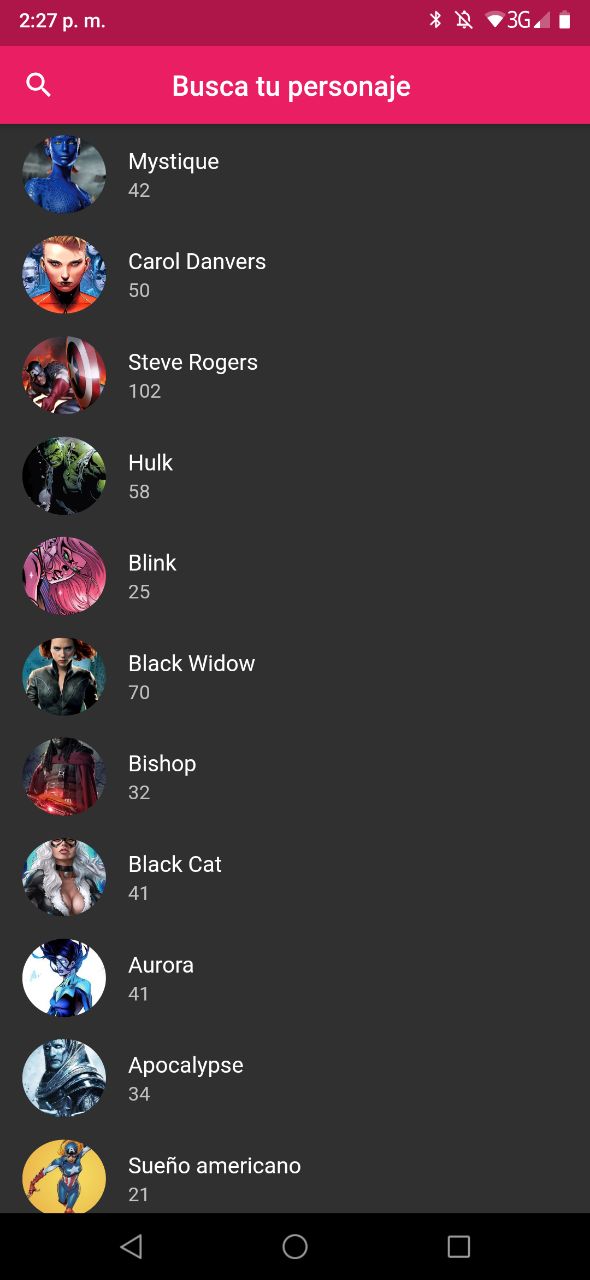 2:27 p. m.
3G
Busca tu personaje
Mystique
42
Carol Danvers
50
Steve Rogers
102
Hulk
58
Blink
25
Black Widow
70
Bishop
32
Black Cat
41
Aurora
41
Apocalypse
34
Sueño americano
21